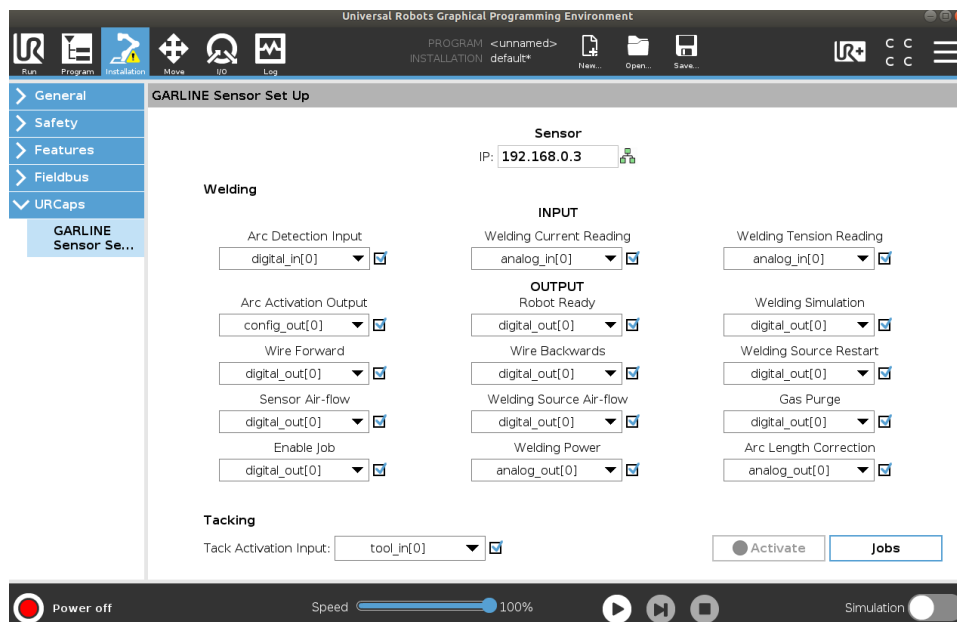 Universal Robots Graphical Programming Environment
UR Run Program Installation Move I/O Log
PROGRAM <unnamed>
INSTALLATION default*
New... Open... Save...
UR+
C C
C C
General
Safety
Features
Fieldbus
URCaps
GARLINE
Sensor Se...
GARLINE Sensor Set Up
Sensor
IP: 192.168.0.3
Welding
INPUT
Arc Detection Input Welding Current Reading Welding Tension Reading
digital_in[0] analog_in[0] analog_in[0]
OUTPUT
Arc Activation Output Robot Ready Welding Simulation
config_out[0] digital_out[0] digital_out[0]
Wire Forward Wire Backwards Welding Source Restart
digital_out[0] digital_out[0] digital_out[0]
Sensor Air-flow Welding Source Air-flow Gas Purge
digital_out[0] digital_out[0] digital_out[0]
Enable Job Welding Power Arc Length Correction
digital_out[0] analog_out[0] analog_out[0]
Tacking
Tack Activation Input: tool_in[0] Activate Jobs
Power off Speed 100% Simulation